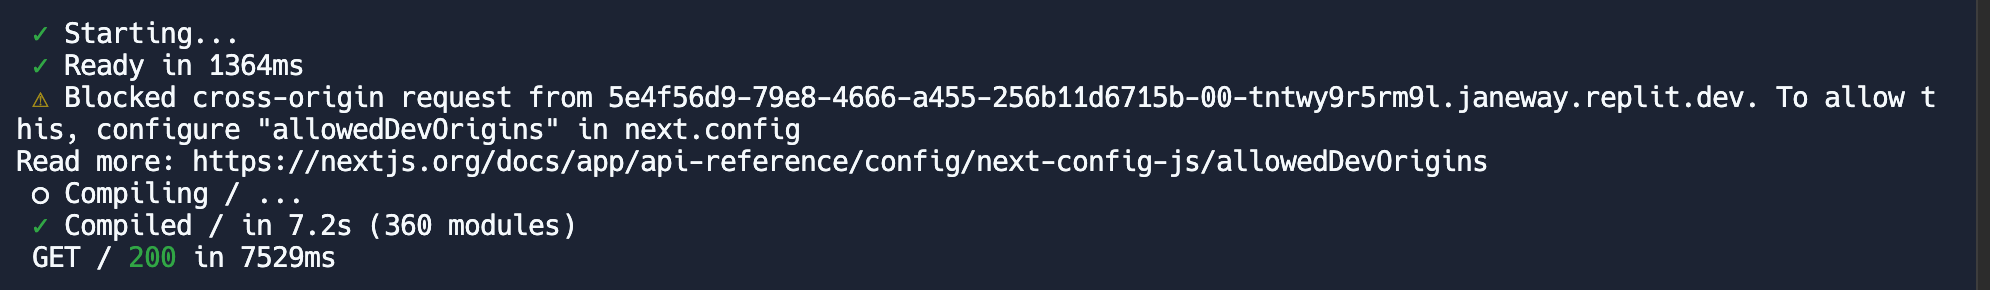 ✓ Starting...
✓ Ready in 1364ms
⚠ Blocked cross-origin request from 5e4f56d9-79e8-4666-a455-256b11d6715b-00-tntwy9r5rm9l.janeway.replit.dev. To allow t
his, configure "allowedDevOrigins" in next.config
Read more: https://nextjs.org/docs/app/api-reference/config/next-config-js/allowedDevOrigins
○ Compiling / ...
✓ Compiled / in 7.2s (360 modules)
GET / 200 in 7529ms